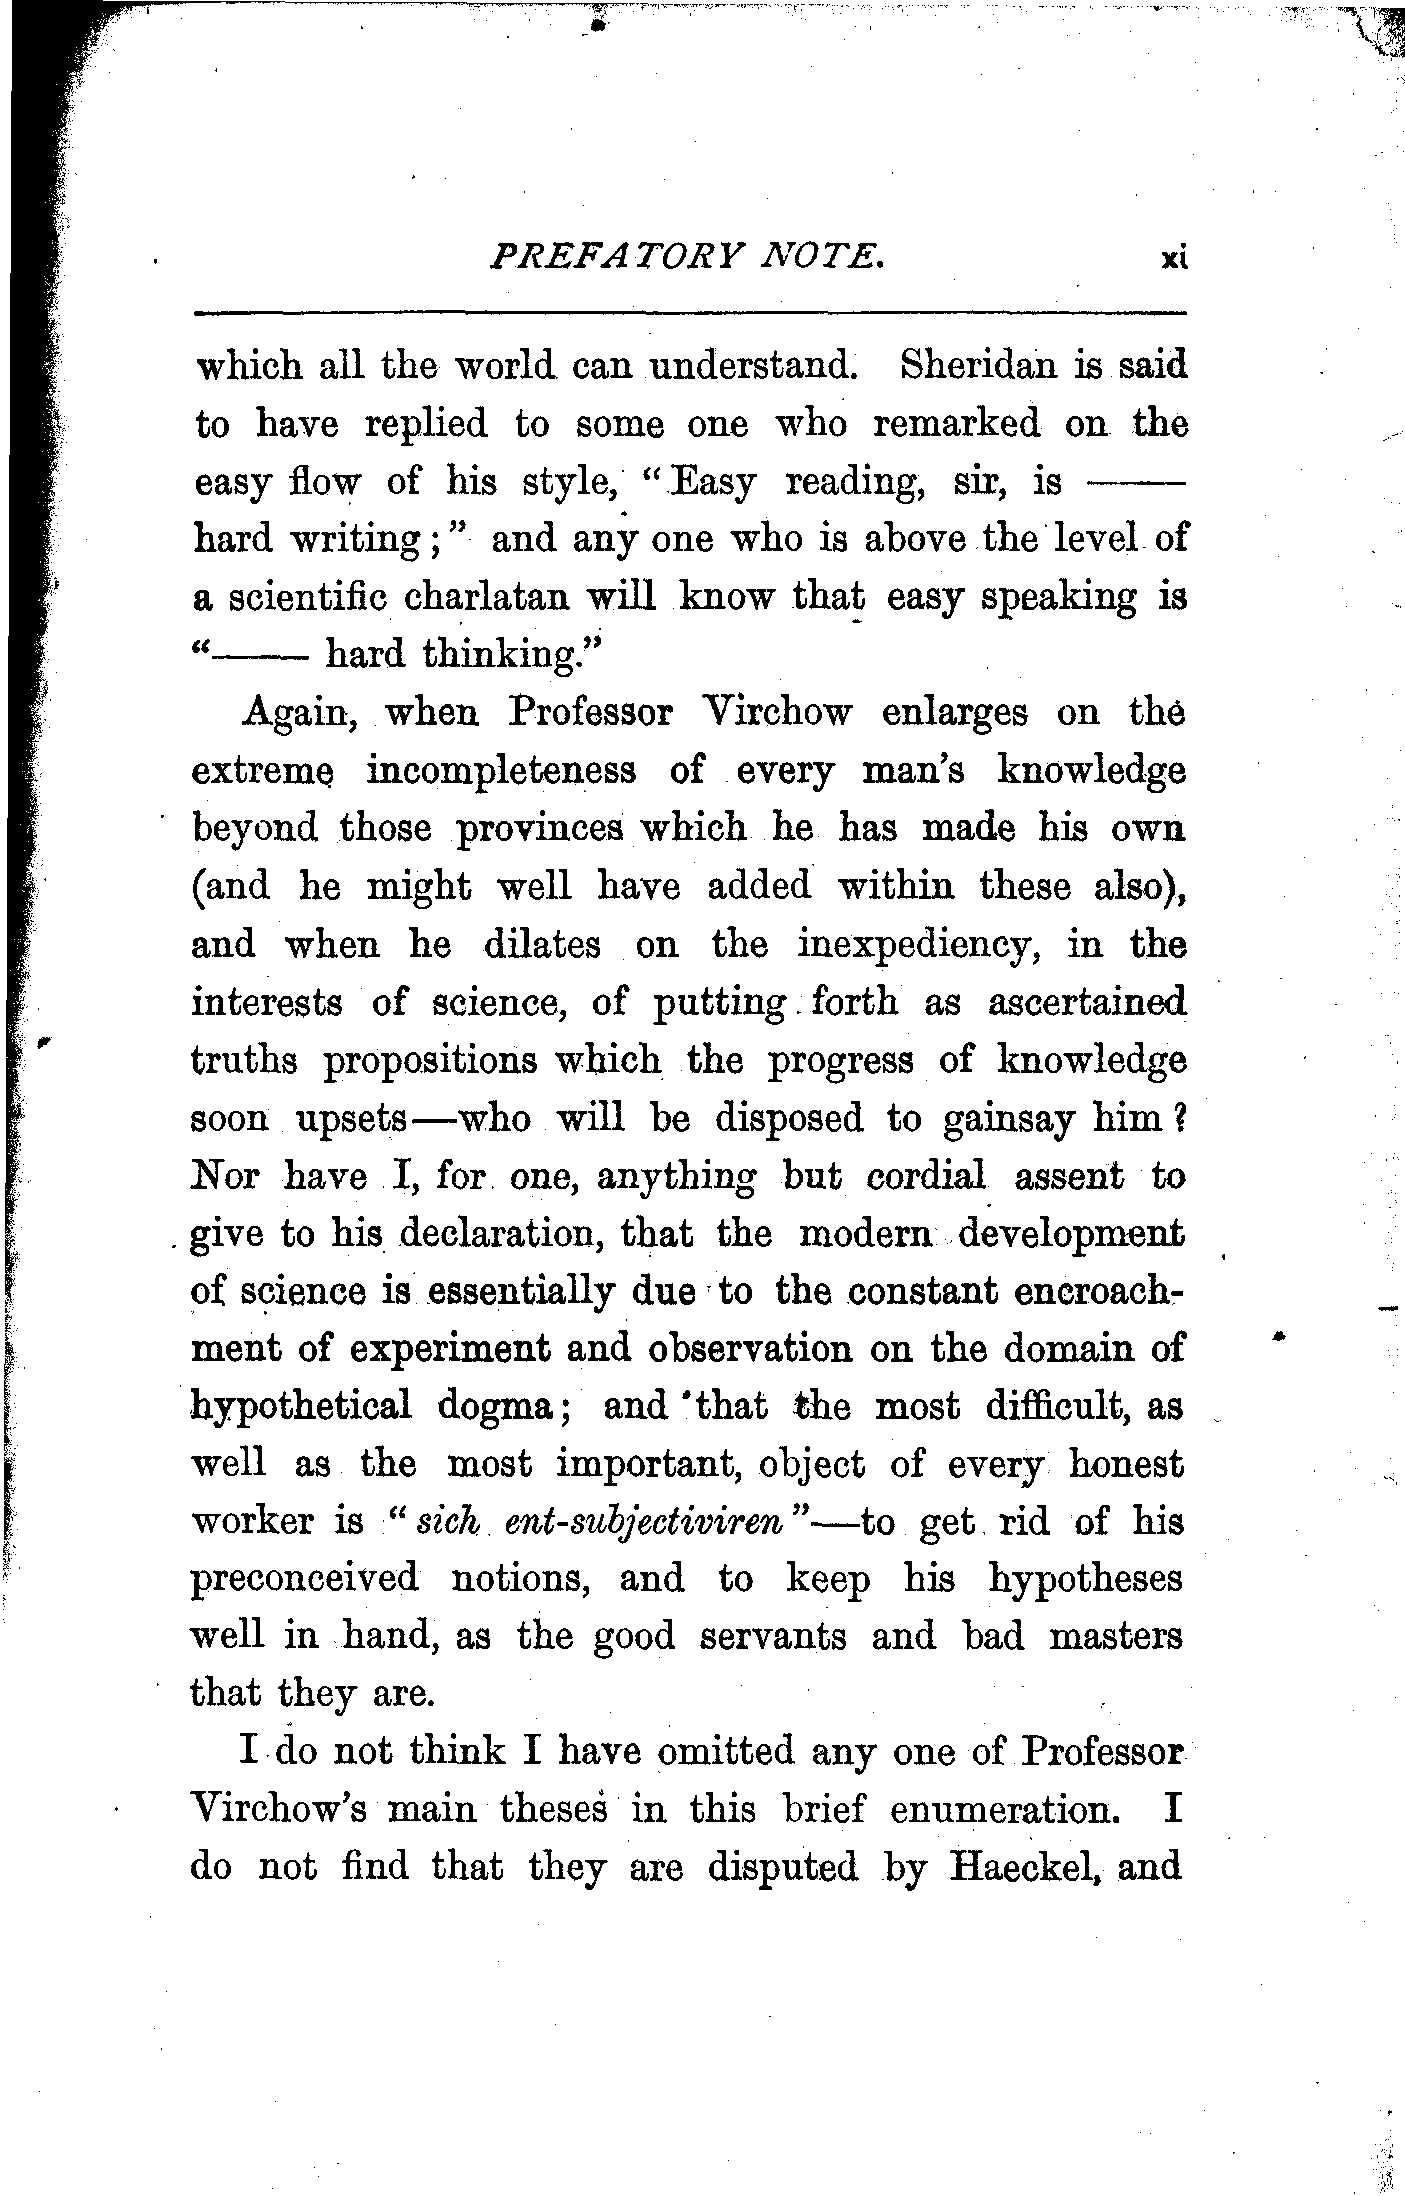 PREFATORY NOTE. xi
which all the world can understand. Sheridan is said
to have replied to some one who remarked on the
easy flow of his style, “Easy reading, sir, is ——
hard writing;” and any one who is above the level of
a scientific charlatan will know that easy speaking is
“—— hard thinking.”
Again, when Professor Virchow enlarges on the
extreme incompleteness of every man's knowledge
beyond those provinces which he has made his own
(and he might well have added within these also),
and when he dilates on the inexpediency, in the
interests of science, of putting forth as ascertained
truths propositions which the progress of knowledge
soon upsets—who will be disposed to gainsay him?
Nor have I, for one, anything but cordial assent to
give to his declaration, that the modern development
of science is essentially due to the constant encroach-
ment of experiment and observation on the domain of
hypothetical dogma; and that the most difficult, as
well as the most important, object of every honest
worker is “sich ent-subjectiviren”—to get rid of his
preconceived notions, and to keep his hypotheses
well in hand, as the good servants and bad masters
that they are.
I do not think I have omitted any one of Professor
Virchow's main theses in this brief enumeration. I
do not find that they are disputed by Haeckel, and